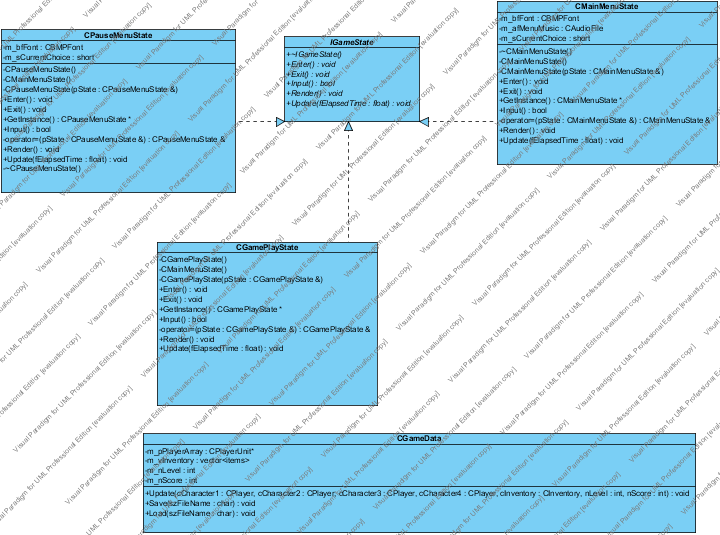 CPauseMenuState
-m_bfFont : CBMPFont
-m_sCurrentChoice : short
-CPauseMenuState()
-CMainMenuState()
-CPauseMenuState(pState : CPauseMenuState &)
+Enter() : void
+Exit() : void
+GetInstance() : CPauseMenuState *
+Input() : bool
-operator=(pState : CPauseMenuState &) : CPauseMenuState &
+Render() : void
+Update(fElapsedTime : float) : void
-~CPauseMenuState()
IGameState
+~IGameState()
+Enter() : void
+Exit() : void
+Input() : bool
+Render() : void
+Update(fElapsedTime : float) : void
CMainMenuState
-m_bfFont : CBMPFont
-m_afMenuMusic : CAudioFile
-m_sCurrentChoice : short
-~CMainMenuState()
-CMainMenuState()
-CMainMenuState(pState : CMainMenuState &)
+Enter() : void
+Exit() : void
+GetInstance() : CMainMenuState *
+Input() : bool
-operator=(pState : CMainMenuState &) : CMainMenuState &
+Render() : void
+Update(fElapsedTime : float) : void
CGamePlayState
-CGamePlayState()
-CMainMenuState()
-CGamePlayState(pState : CGamePlayState &)
+Enter() : void
+Exit() : void
+GetInstance() : CGamePlayState *
+Input() : bool
-operator=(pState : CGamePlayState &) : CGamePlayState &
+Render() : void
+Update(fElapsedTime : float) : void
CGameData
-m_pPlayerArray : CPlayerUnit*
-m_vInventory : vector<items>
-m_nLevel : int
-m_nScore : int
+Update(cCharacter1 : CPlayer, cCharacter2 : CPlayer, cCharacter3 : CPlayer, cCharacter4 : CPlayer, cInventory : CInventory, nLevel : int, nScore : int) : void
+Save(szFileName : char) : void
+Load(szFileName : char) : void
Visual Paradigm for UML Professional Edition [evaluation copy]